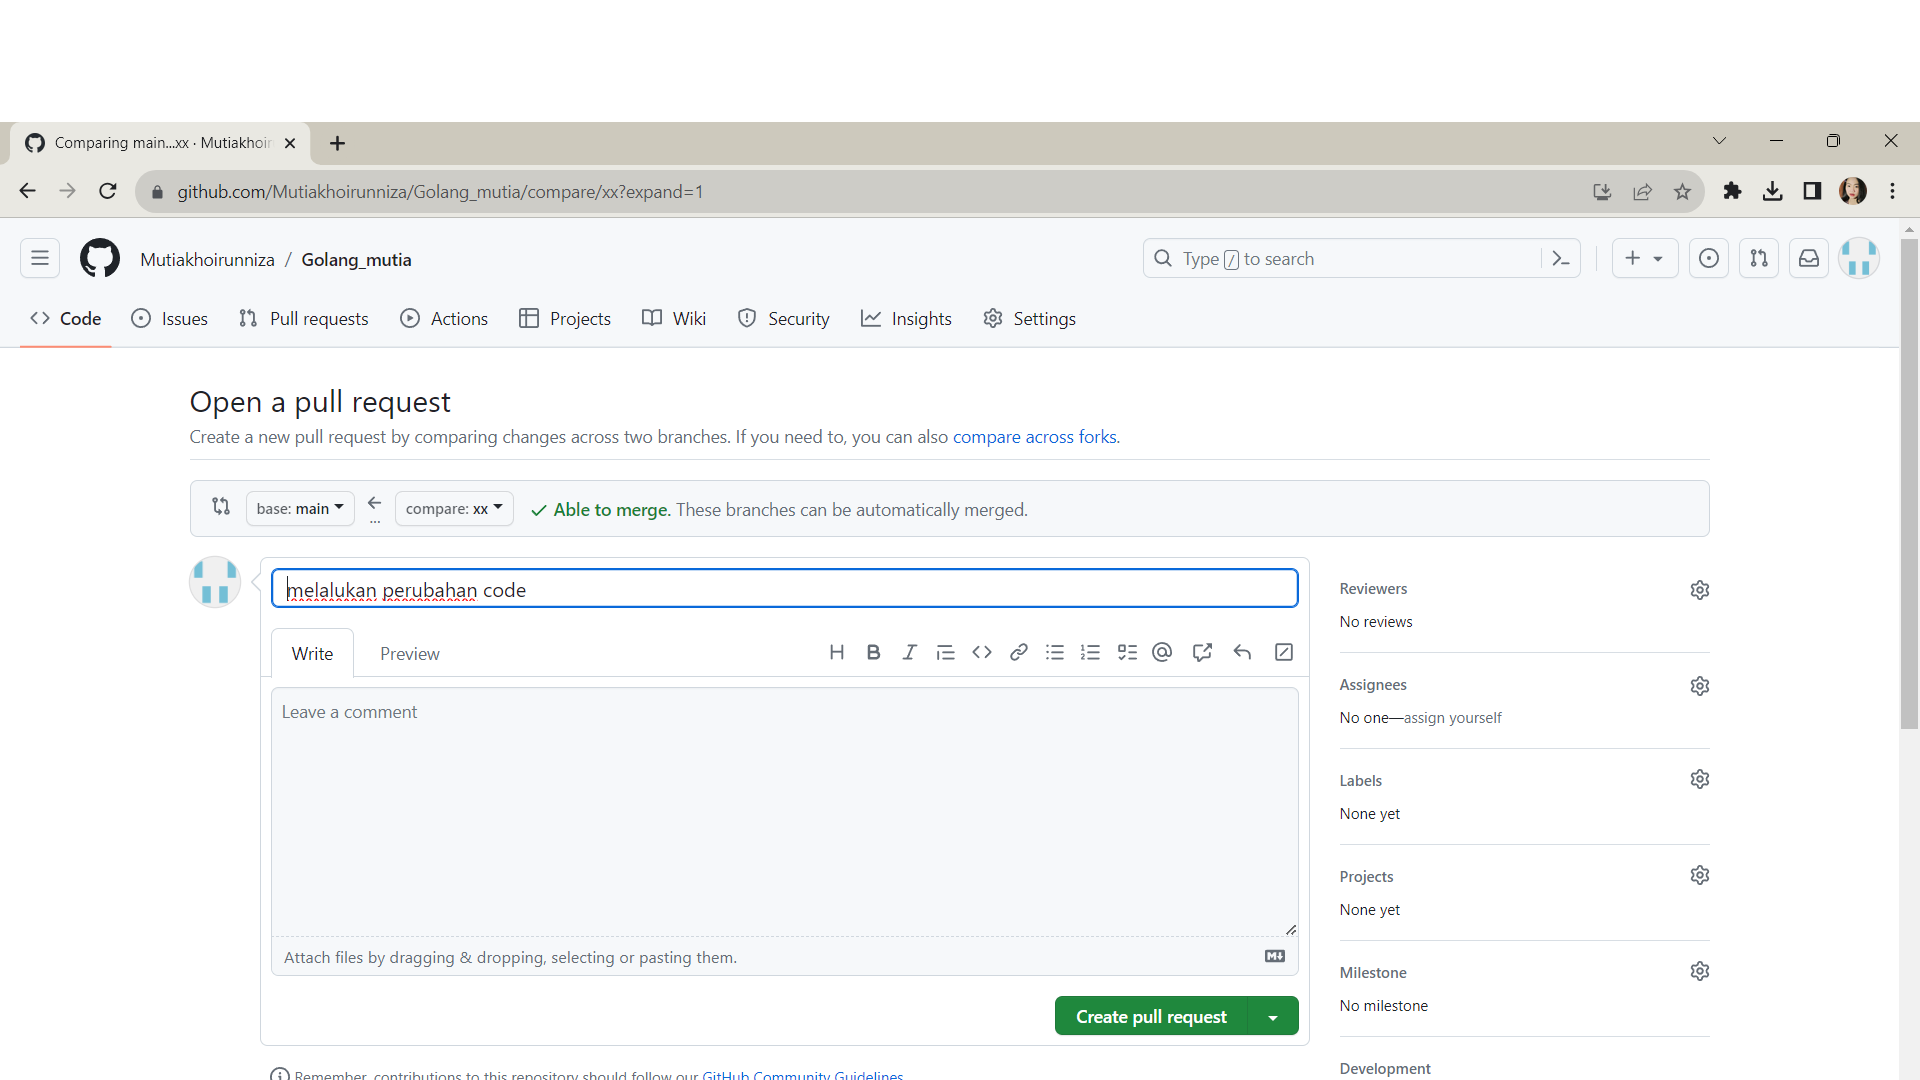 Comparing main...xx · Mutiakhoir
github.com/Mutiakhoirunniza/Golang_mutia/compare/xx?expand=1
Mutiakhoirunniza / Golang_mutia
Type / to search
Code Issues Pull requests Actions Projects Wiki Security Insights Settings
Open a pull request
Create a new pull request by comparing changes across two branches. If you need to, you can also compare across forks.
base: main ... compare: xx Able to merge. These branches can be automatically merged.
melalukan perubahan code
Write Preview
Leave a comment
Attach files by dragging & dropping, selecting or pasting them.
Create pull request
Remember, contributions to this repository should follow our GitHub Community Guidelines.
Reviewers
No reviews
Assignees
No one—assign yourself
Labels
None yet
Projects
None yet
Milestone
No milestone
Development